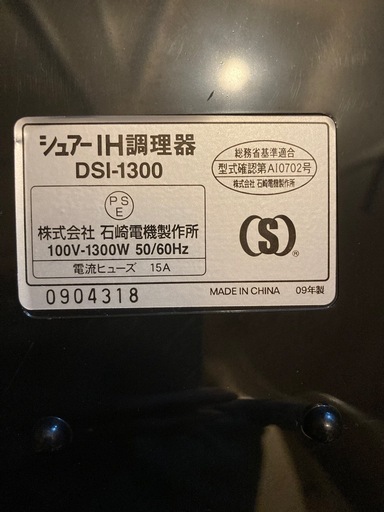 シュアー IH調理器
DSI-1300
PS
E
株式会社 石崎電機製作所
100V-1300W 50/60Hz
電流ヒューズ 15A
0904318
総務省基準適合
型式確認第AI0702号
株式会社 石崎電機製作所
(S)®
MADE IN CHINA 09年製